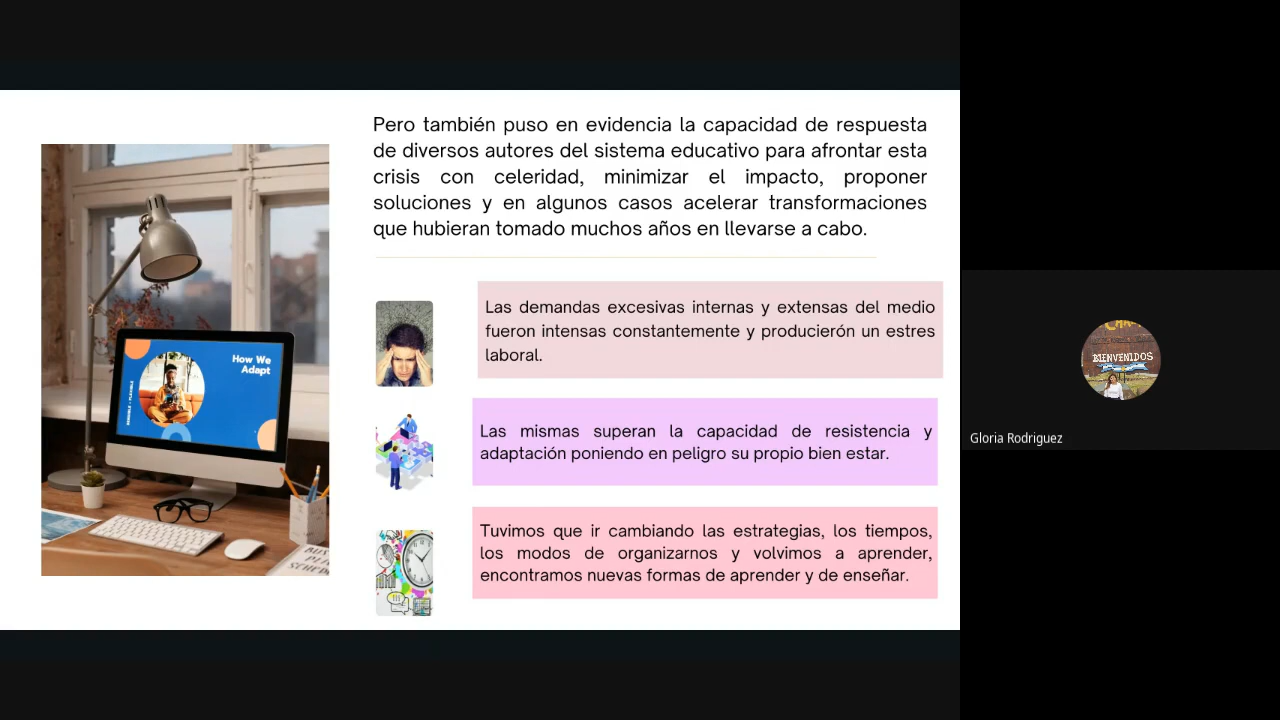 Pero también puso en evidencia la capacidad de respuesta
de diversos autores del sistema educativo para afrontar esta
crisis con celeridad, minimizar el impacto, proponer
soluciones y en algunos casos acelerar transformaciones
que hubieran tomado muchos años en llevarse a cabo.
How We
Adapt
Las demandas excesivas internas y extensas del medio
fueron intensas constantemente y producierón un estres
laboral.
Las mismas superan la capacidad de resistencia y
adaptación poniendo en peligro su propio bien estar.
Tuvimos que ir cambiando las estrategias, los tiempos,
los modos de organizarnos y volvimos a aprender,
encontramos nuevas formas de aprender y de enseñar.
BIENVENIDOS
Gloria Rodriguez